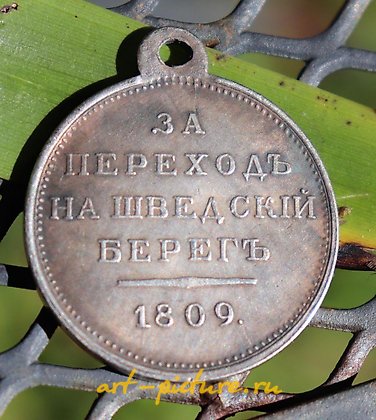 ЗА
ПЕРЕХОДЪ
НА ШВЕДСКІЙ
БЕРЕГЪ
1809.
art-picture.ru